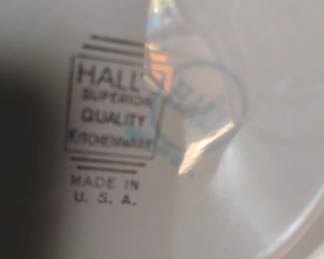 HALL'S
SUPERIOR
QUALITY
KITCHENWARE
MADE IN
U. S. A.